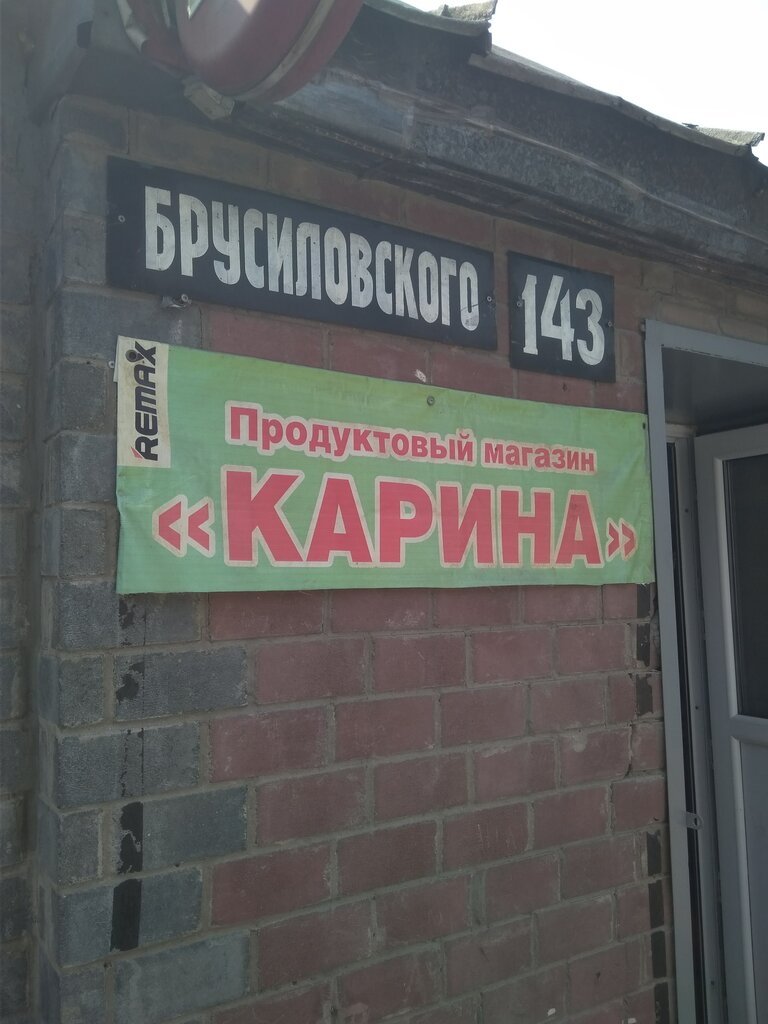 БРУСИЛОВСКОГО
143
REMAX
Продуктовый магазин
«КАРИНА»